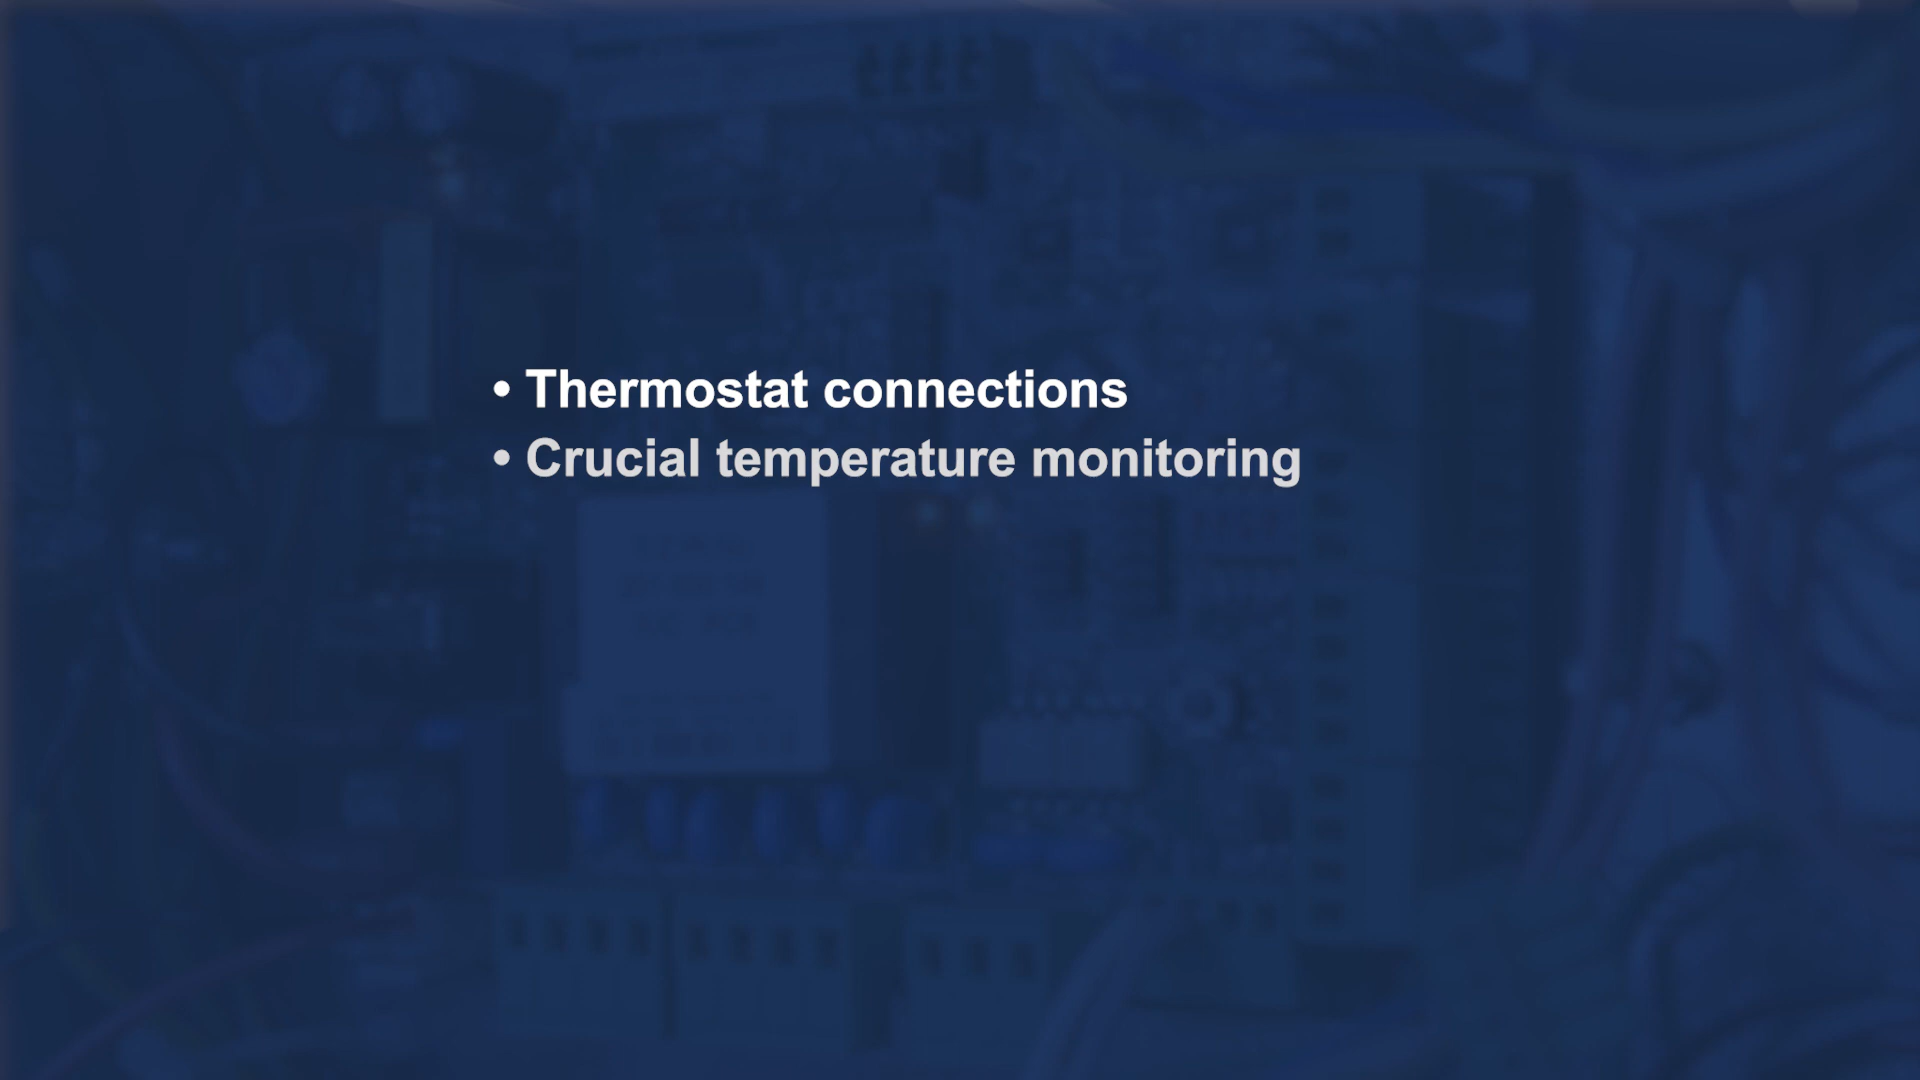 • Thermostat connections
• Crucial temperature monitoring